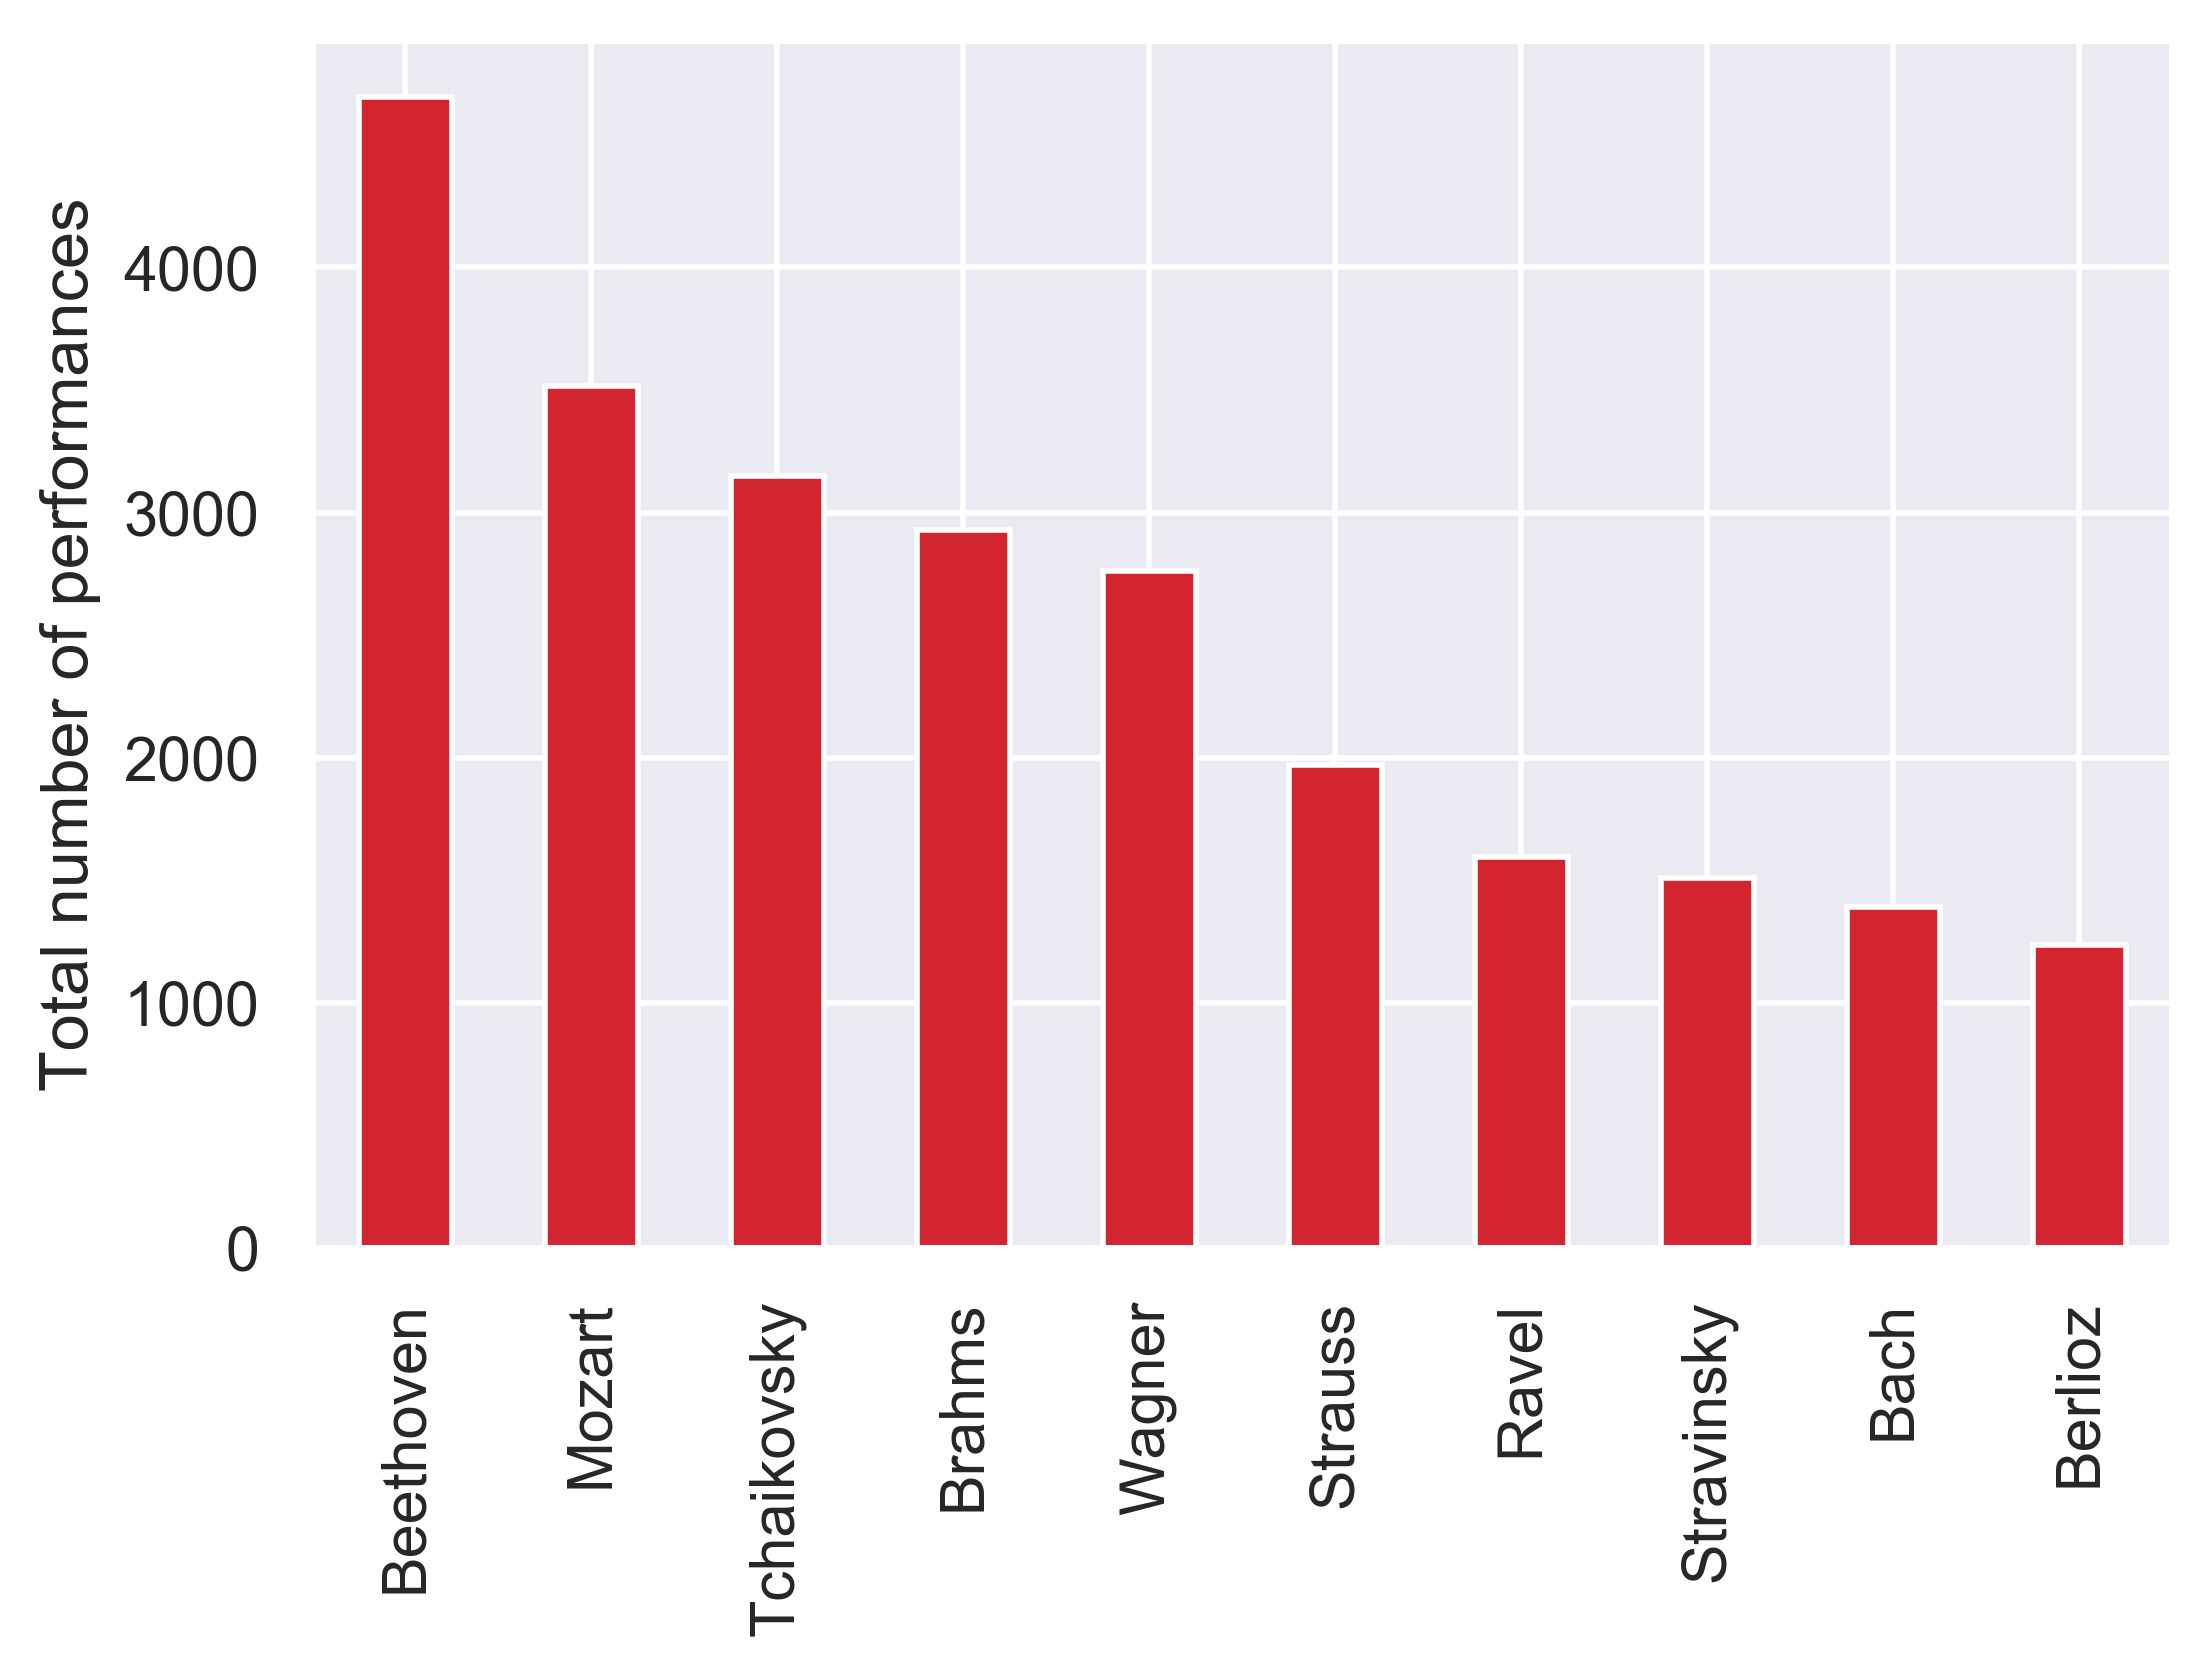 Total number of performances
4000
3000
2000
1000
0
Beethoven
Mozart
Tchaikovsky
Brahms
Wagner
Strauss
Ravel
Stravinsky
Bach
Berlioz